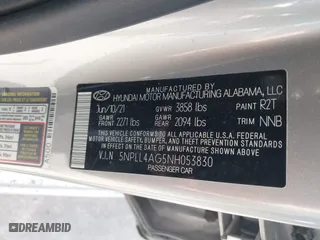 MANUFACTURED BY
HYUNDAI MOTOR MANUFACTURING ALABAMA, LLC
Jun/10/21 GVWR 3858 lbs PAINT R2T
GAWR FRONT 2271 lbs GAWR REAR 2094 lbs TRIM NNB
THIS VEHICLE CONFORMS TO ALL APPLICABLE U.S. FEDERAL
MOTOR VEHICLE SAFETY, BUMPER, AND THEFT PREVENTION
STANDARDS IN EFFECT ON THE DATE OF MANUFACTURE
SHOWN ABOVE.
V.I.N 5NPLL4AG5NH053830
PASSENGER CAR
DEALERSHIP.COM